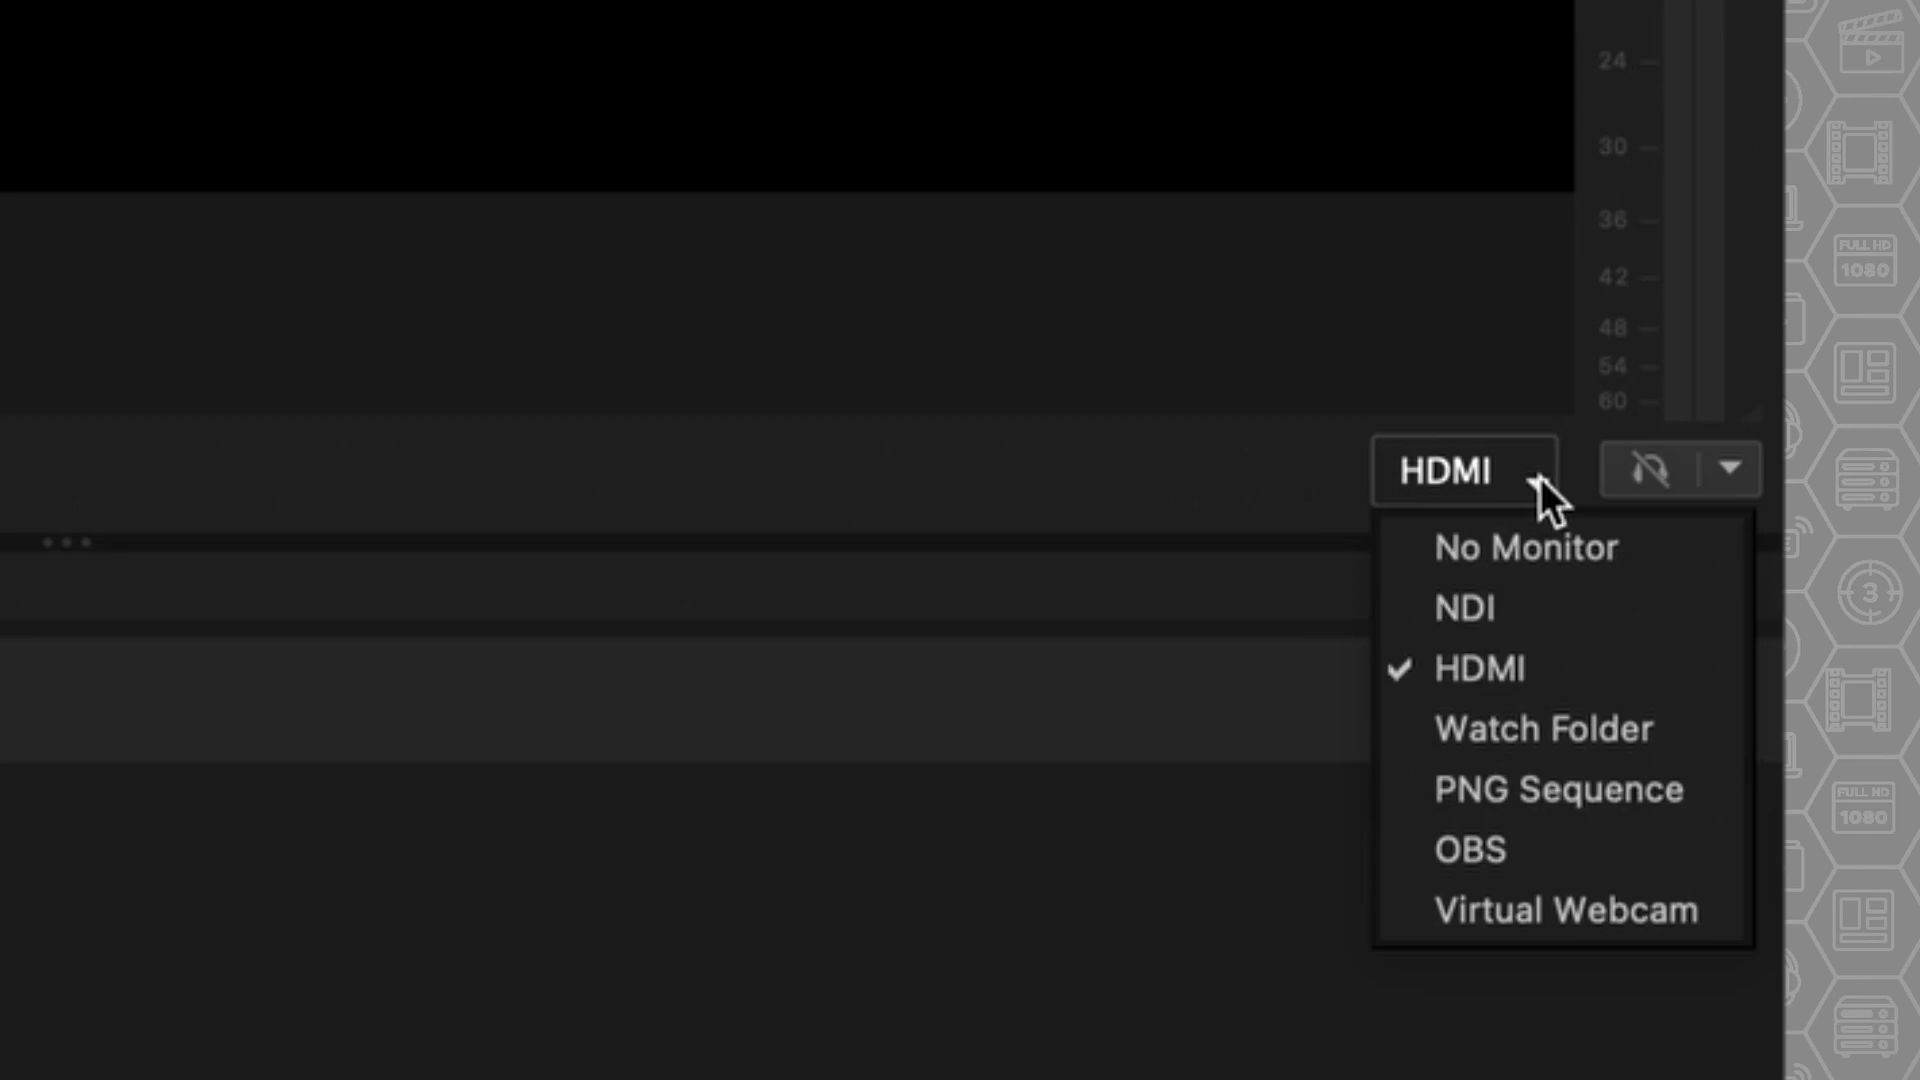 24
30
36
42
48
54
60
HDMI
No Monitor
NDI
HDMI
Watch Folder
PNG Sequence
OBS
Virtual Webcam
FULL HD
1080
3
FULL HD
1080